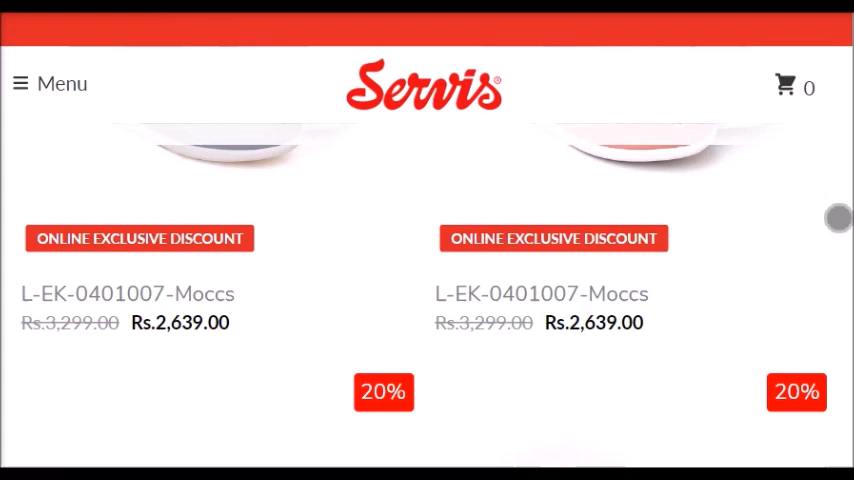 Menu
Servis
0
ONLINE EXCLUSIVE DISCOUNT
ONLINE EXCLUSIVE DISCOUNT
L-EK-0401007-Moccs
L-EK-0401007-Moccs
Rs.3,299.00 Rs.2,639.00
Rs.3,299.00 Rs.2,639.00
20%
20%